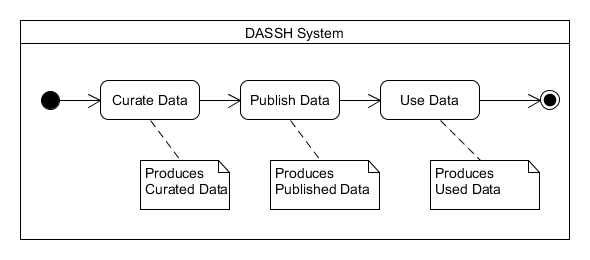 DASSH System
Curate Data
Publish Data
Use Data
Produces
Curated Data
Produces
Published Data
Produces
Used Data